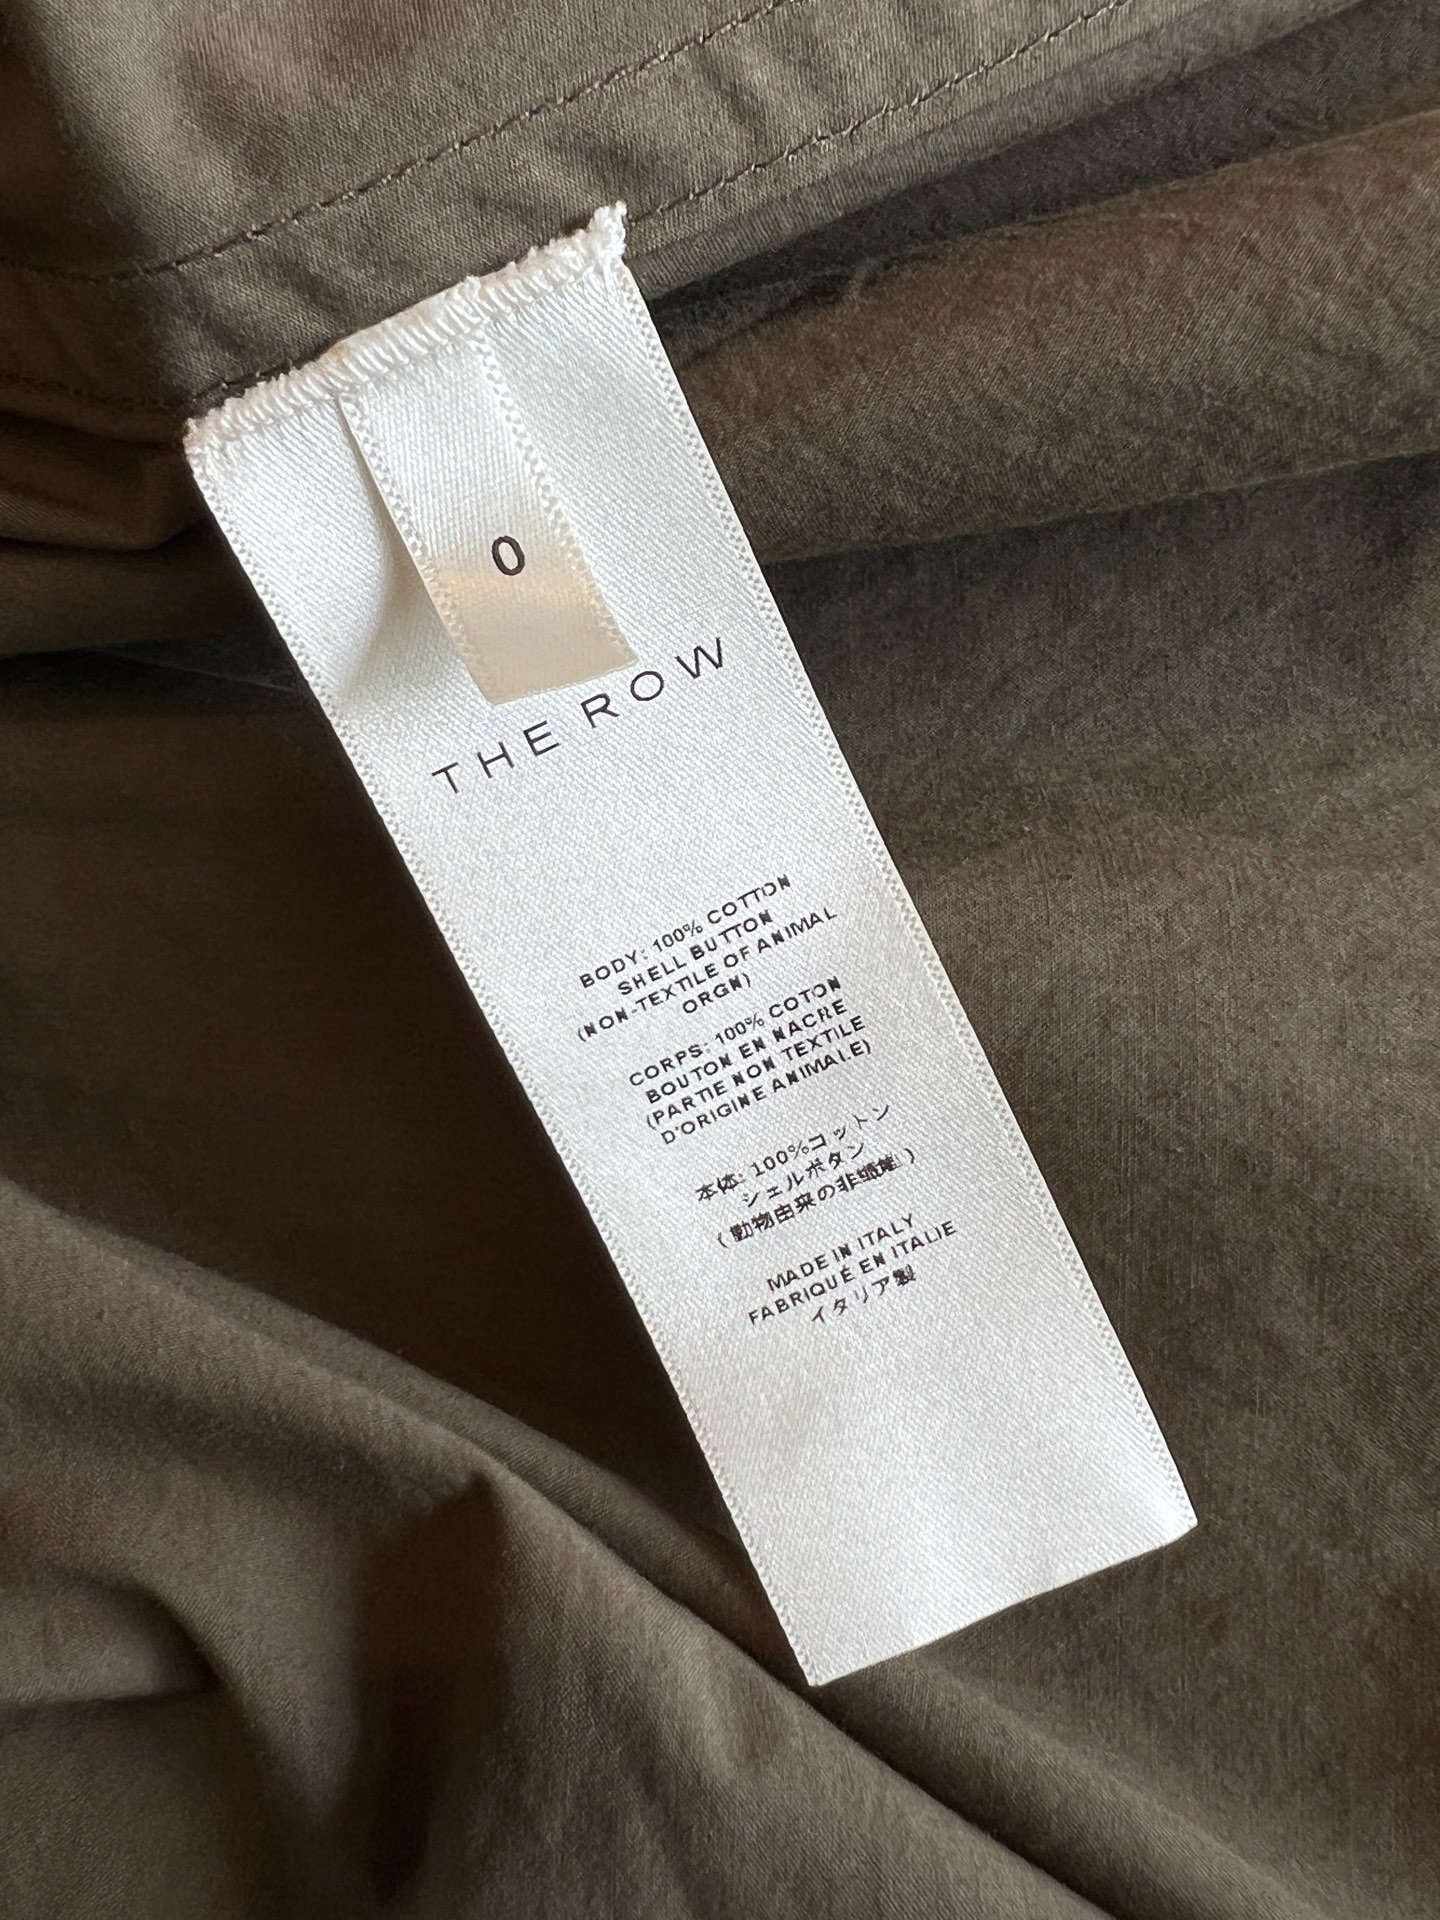 0
THE ROW
BODY: 100% COTTON
SHELL BUTTON
(NON-TEXTILE OF ANIMAL
ORGN)
CORPS: 100% COTON
BOUTON EN NACRE
(PARTIE NON TEXTILE
D'ORIGINE ANIMALE)
本体: 100%コットン
シェルボタン
(動物由来の非繊維)
MADE IN ITALY
FABRIQUÉ EN ITALIE
イタリア製